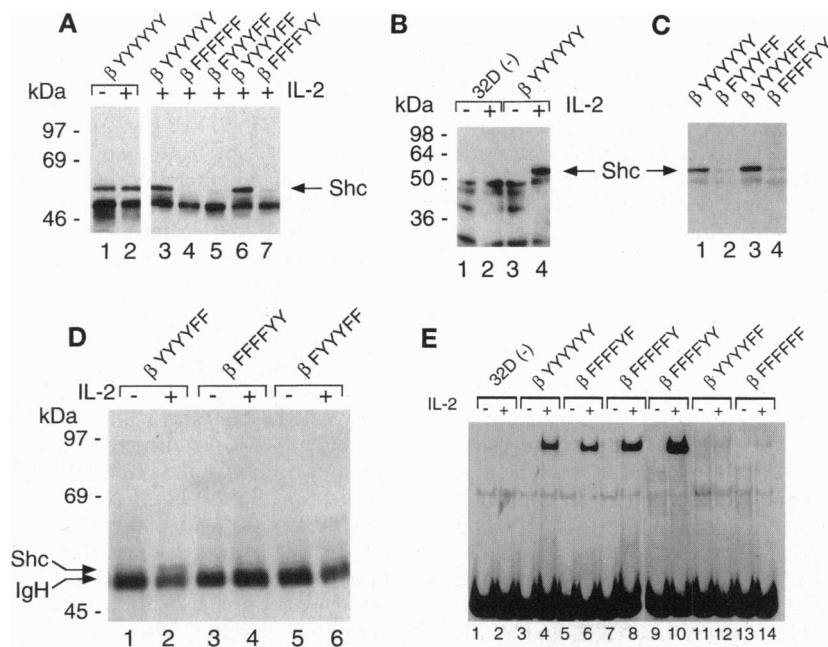 A
β YYYYYY
β YYYYYY
β FFFFFF
β FYYYFF
β YYYYFF
β FFFFYY
- + + + + + + IL-2
kDa
97 -
69 -
46 -
Shc
1 2 3 4 5 6 7
B
32D (-)
β YYYYYY
kDa - + - + IL-2
98 -
64 -
50 -
36 -
Shc
1 2 3 4
C
β YYYYYY
β FYYYFF
β YYYYFF
β FFFFYY
1 2 3 4
D
β YYYYFF
β FFFFYY
β FYYYFF
IL-2 - + - + - +
kDa
97 -
69 -
Shc
IgH
45 -
1 2 3 4 5 6
E
32D (-)
β YYYYYY
β FFFFYF
β FFFFFY
β FFFFYY
β YYYYFF
β FFFFFF
IL-2 - + - + - + - + - + - + - +
1 2 3 4 5 6 7 8 9 10 11 12 13 14